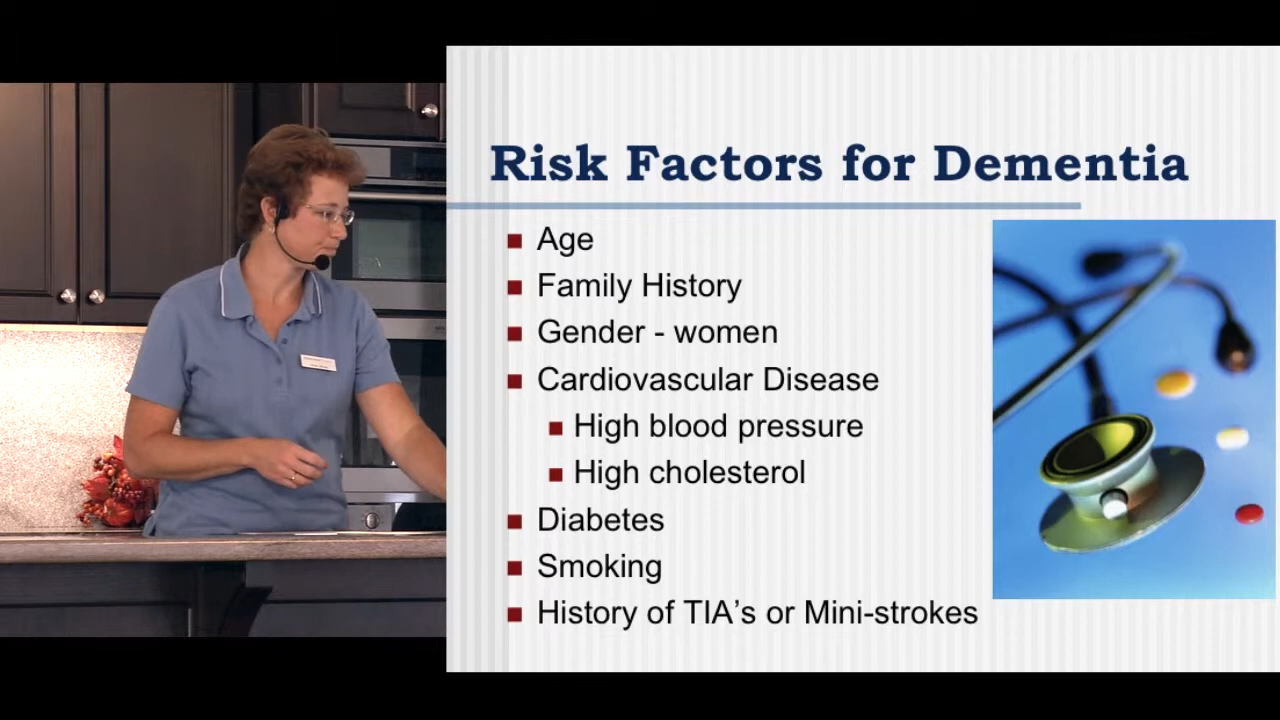 Risk Factors for Dementia
Age
Family History
Gender - women
Cardiovascular Disease
High blood pressure
High cholesterol
Diabetes
Smoking
History of TIA's or Mini-strokes